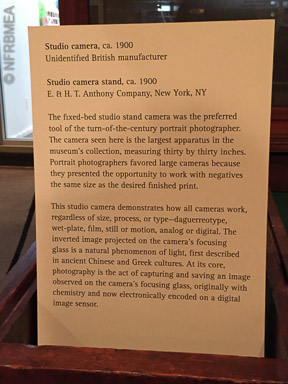 © NFRBMEA
Studio camera, ca. 1900
Unidentified British manufacturer
Studio camera stand, ca. 1900
E. & H. T. Anthony Company, New York, NY
The fixed-bed studio stand camera was the preferred
tool of the turn-of-the-century portrait photographer.
The camera seen here is the largest apparatus in the
museum's collection, measuring thirty by thirty inches.
Portrait photographers favored large cameras because
they presented the opportunity to work with negatives
the same size as the desired finished print.
This studio camera demonstrates how all cameras work,
regardless of size, process, or type—daguerreotype,
wet-plate, film, still or motion, analog or digital. The
inverted image projected on the camera's focusing
glass is a natural phenomenon of light, first described
in ancient Chinese and Greek cultures. At its core,
photography is the act of capturing and saving an image
observed on the camera's focusing glass, originally with
chemistry and now electronically encoded on a digital
image sensor.